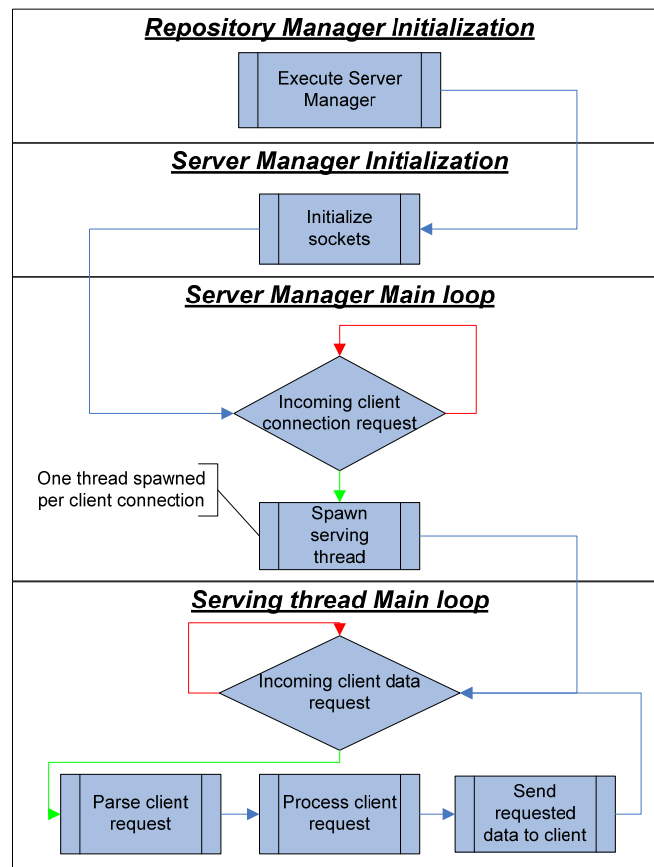 Repository Manager Initialization
Execute Server
Manager
Server Manager Initialization
Initialize
sockets
Server Manager Main loop
Incoming client
connection request
One thread spawned
per client connection
Spawn
serving
thread
Serving thread Main loop
Incoming client data
request
Parse client
request
Process client
request
Send
requested
data to client